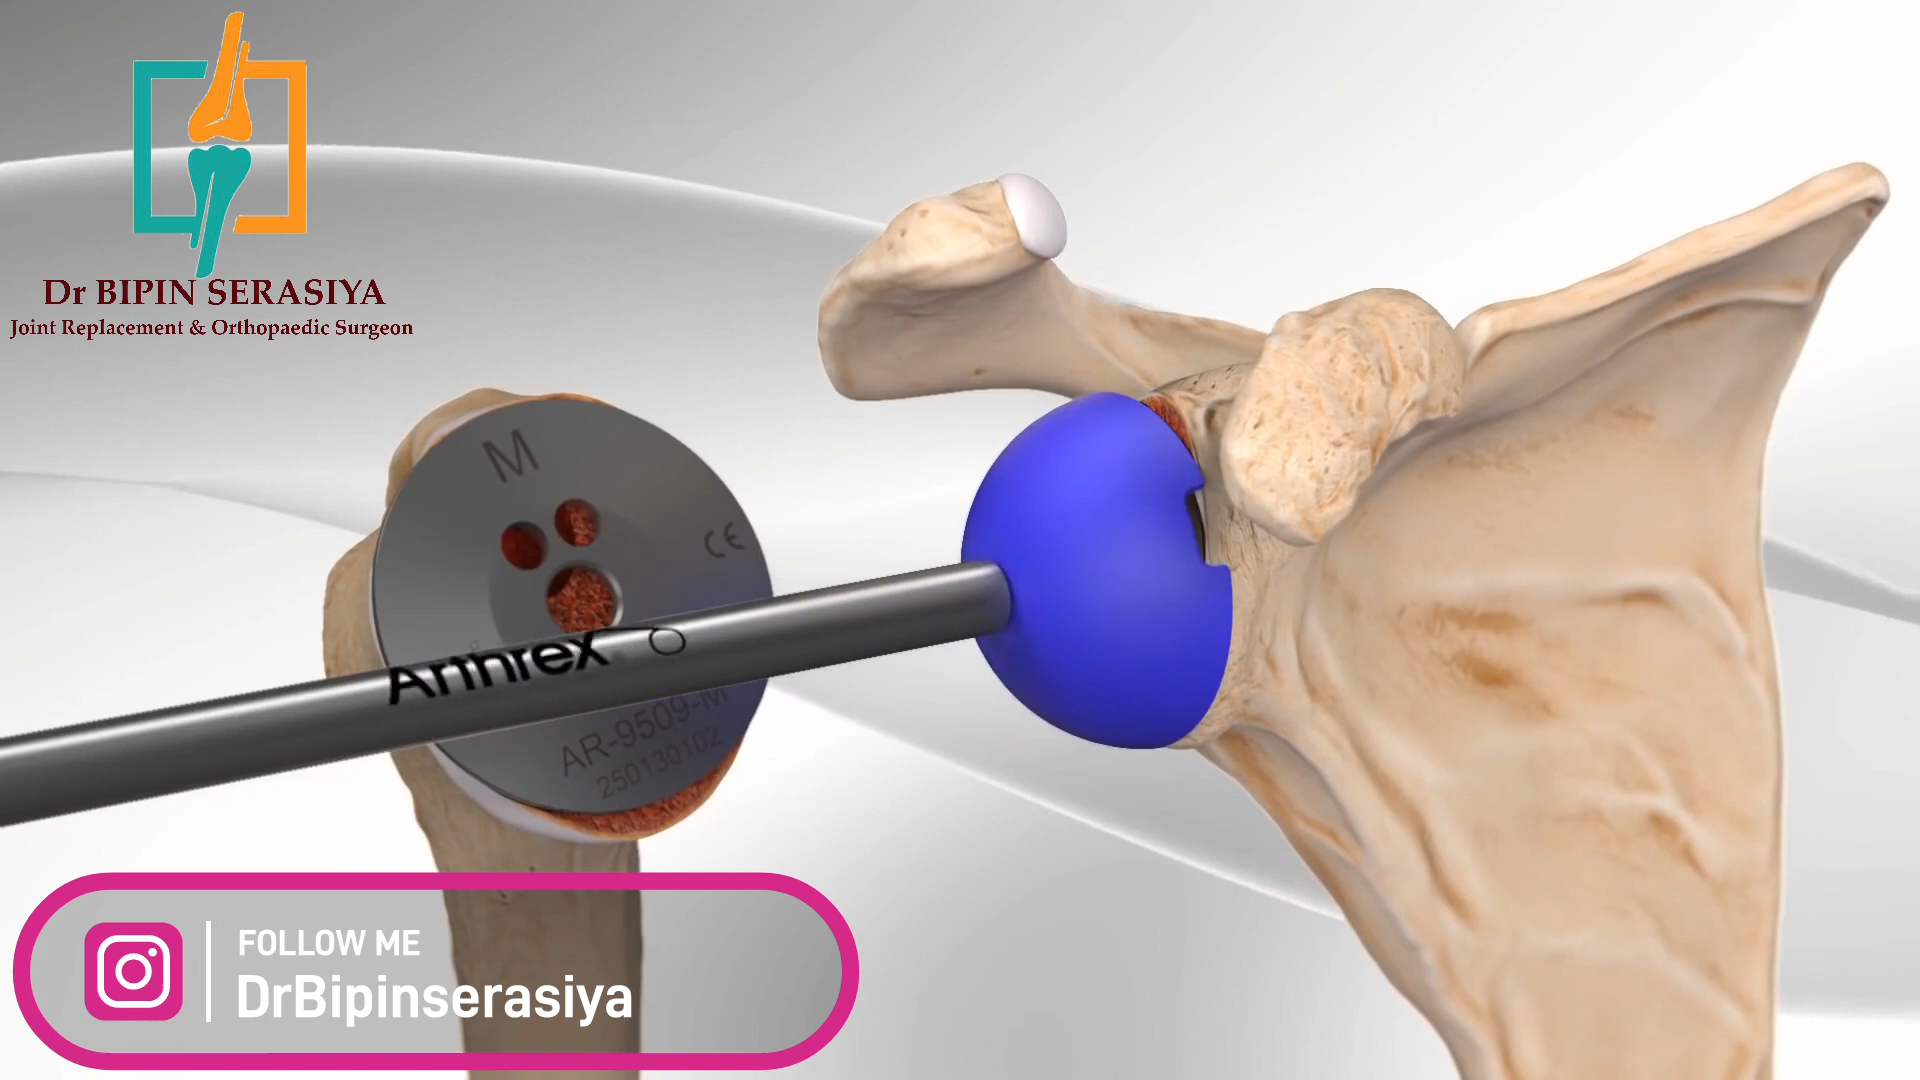 Dr BIPIN SERASIYA
Joint Replacement & Orthopaedic Surgeon
M
CE
Arthrex
AR-9509-M
250130102
FOLLOW ME
DrBipinserasiya